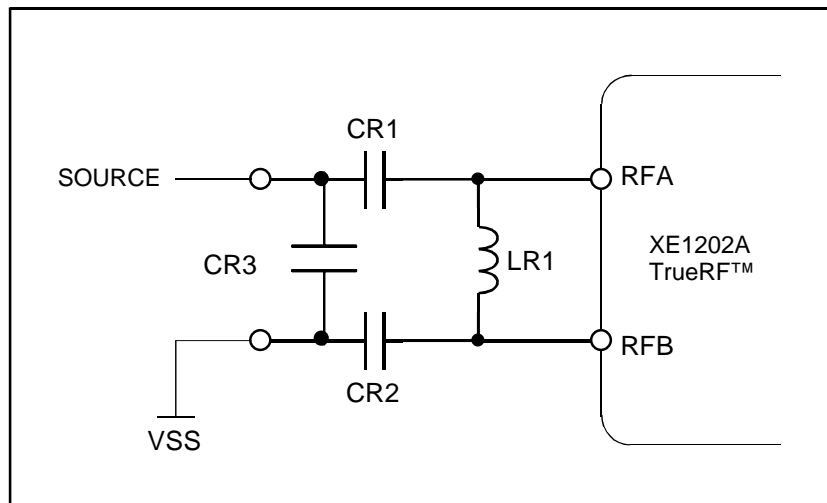 CR1
SOURCE
RFA
CR3
LR1
XE1202A
TrueRF™
RFB
CR2
VSS